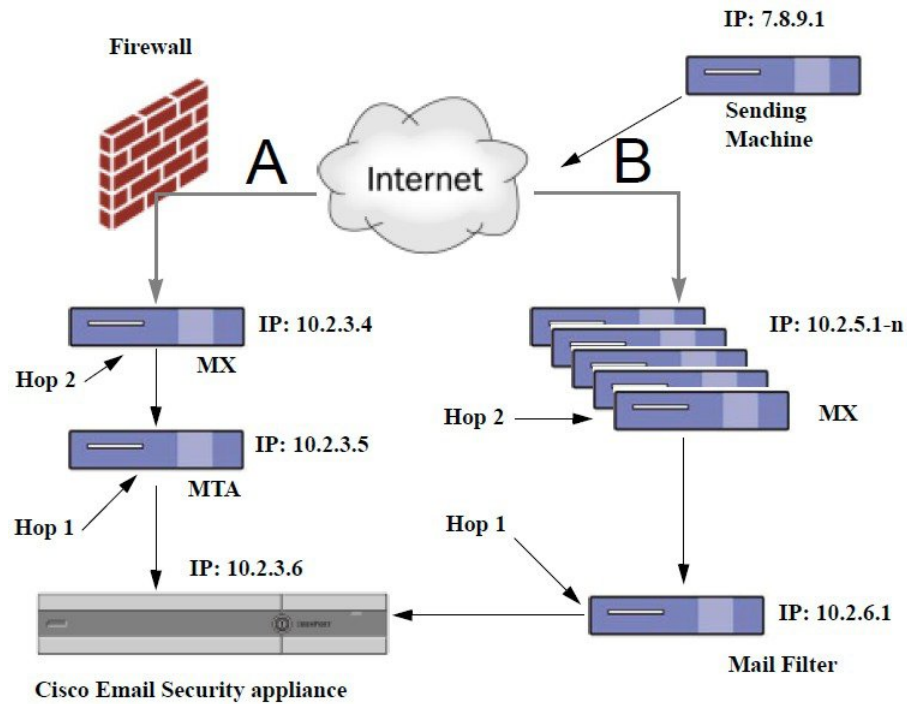 IP: 7.8.9.1
Firewall
Sending
Machine
A
Internet
B
IP: 10.2.3.4
IP: 10.2.5.1-n
MX
Hop 2
Hop 2
MX
IP: 10.2.3.5
MTA
Hop 1
Hop 1
IP: 10.2.3.6
IP: 10.2.6.1
IRONPORT
Mail Filter
Cisco Email Security appliance